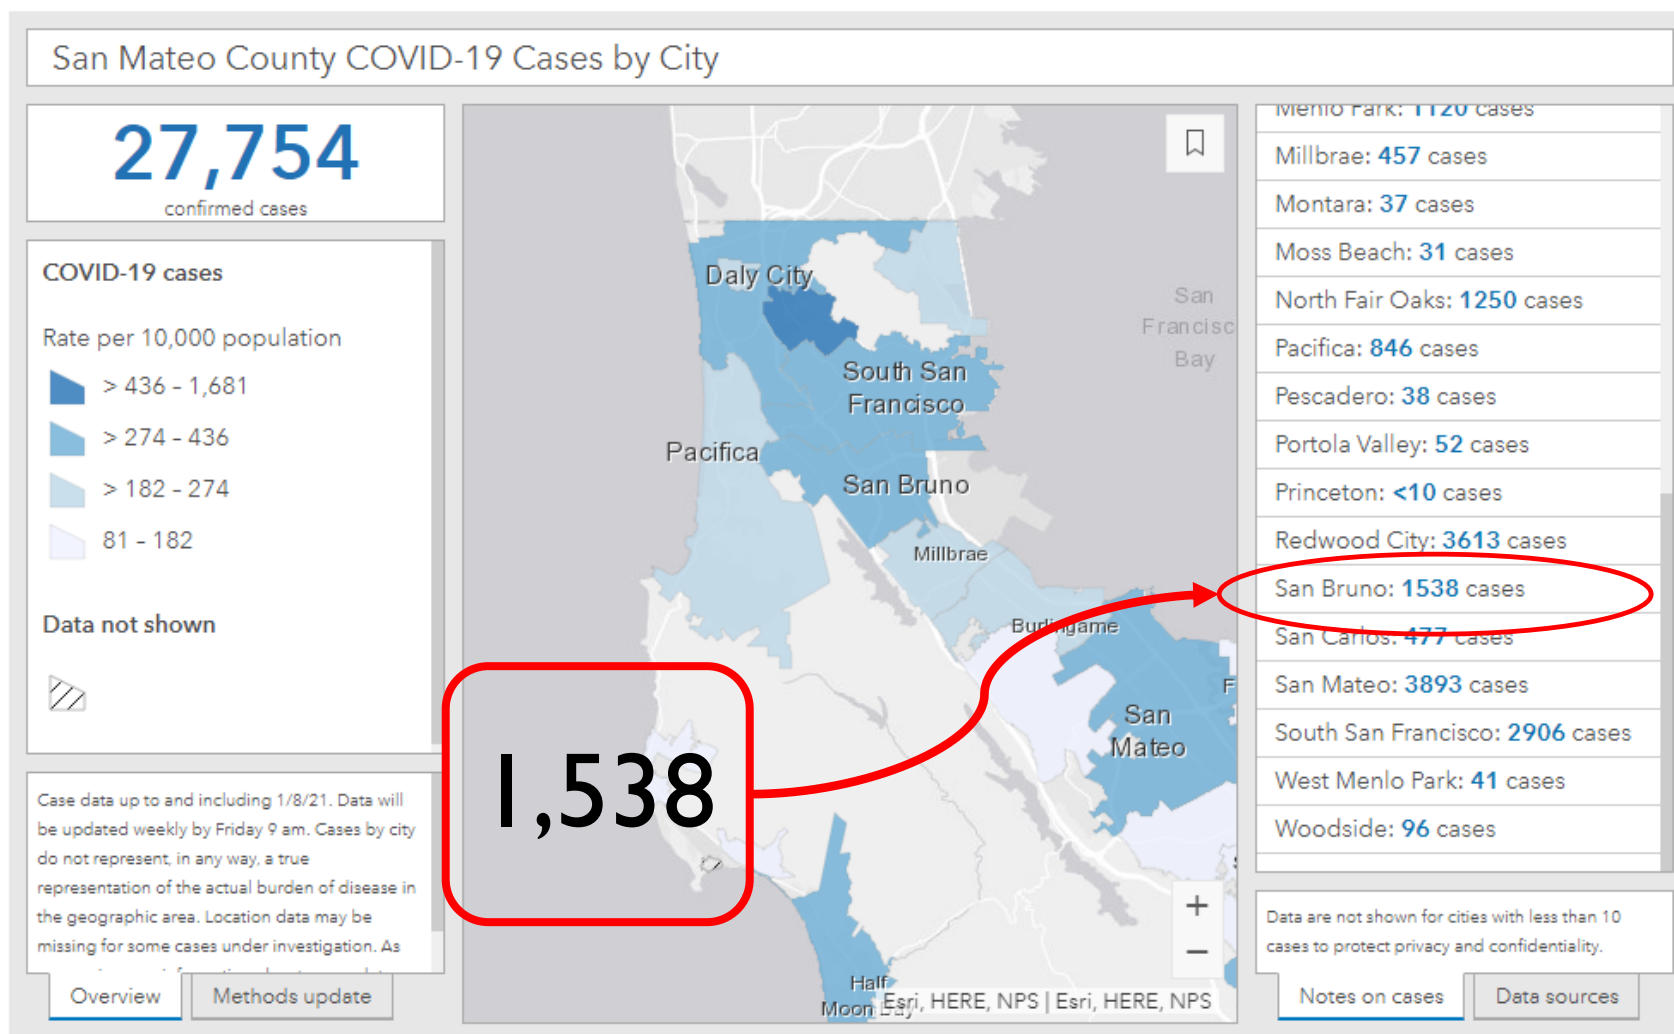 San Mateo County COVID-19 Cases by City
27,754
confirmed cases
COVID-19 cases
Rate per 10,000 population
> 436 - 1,681
> 274 - 436
> 182 - 274
81 - 182
Data not shown
Case data up to and including 1/8/21. Data will
be updated weekly by Friday 9 am. Cases by city
do not represent, in any way, a true
representation of the actual burden of disease in
the geographic area. Location data may be
missing for some cases under investigation. As
Overview
Methods update
Daly City
South San
Francisco
Pacifica
San Bruno
Millbrae
Burlingame
San
Mateo
Half
Moon Bay
San
Francisc
Bay
F
1,538
+
−
Esri, HERE, NPS | Esri, HERE, NPS
Menlo Park: 1120 cases
Millbrae: 457 cases
Montara: 37 cases
Moss Beach: 31 cases
North Fair Oaks: 1250 cases
Pacifica: 846 cases
Pescadero: 38 cases
Portola Valley: 52 cases
Princeton: <10 cases
Redwood City: 3613 cases
San Bruno: 1538 cases
San Carlos: 477 cases
San Mateo: 3893 cases
South San Francisco: 2906 cases
West Menlo Park: 41 cases
Woodside: 96 cases
Data are not shown for cities with less than 10
cases to protect privacy and confidentiality.
Notes on cases
Data sources